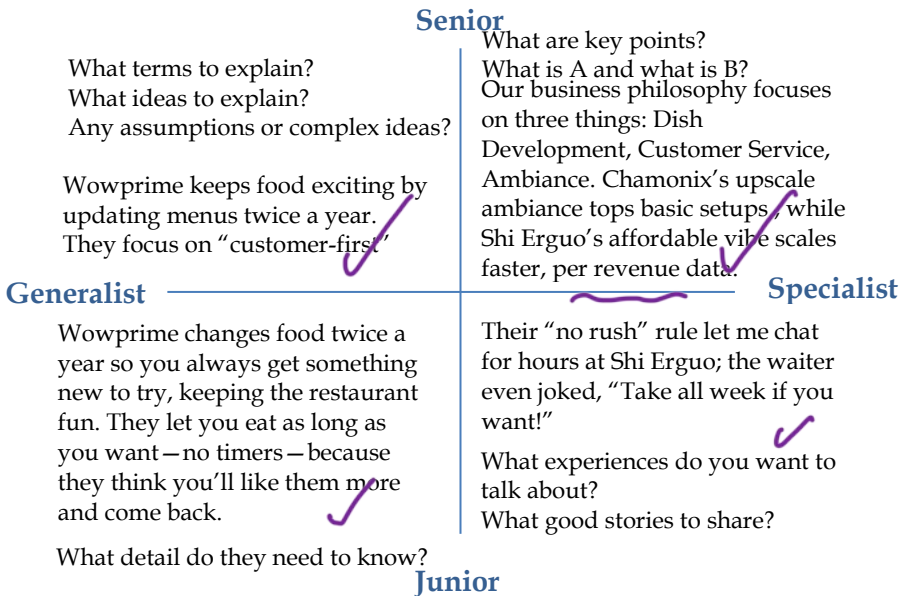 Senior
What terms to explain?
What ideas to explain?
Any assumptions or complex ideas?
Wowprime keeps food exciting by
updating menus twice a year.
They focus on “customer-first”
What are key points?
What is A and what is B?
Our business philosophy focuses
on three things: Dish
Development, Customer Service,
Ambiance. Chamonix’s upscale
ambiance tops basic setups , while
Shi Erguo’s affordable vibe scales
faster, per revenue data.
Generalist
Specialist
Wowprime changes food twice a
year so you always get something
new to try, keeping the restaurant
fun. They let you eat as long as
you want—no timers—because
they think you’ll like them more
and come back.
What detail do they need to know?
Their “no rush” rule let me chat
for hours at Shi Erguo; the waiter
even joked, “Take all week if you
want!”
What experiences do you want to
talk about?
What good stories to share?
Junior